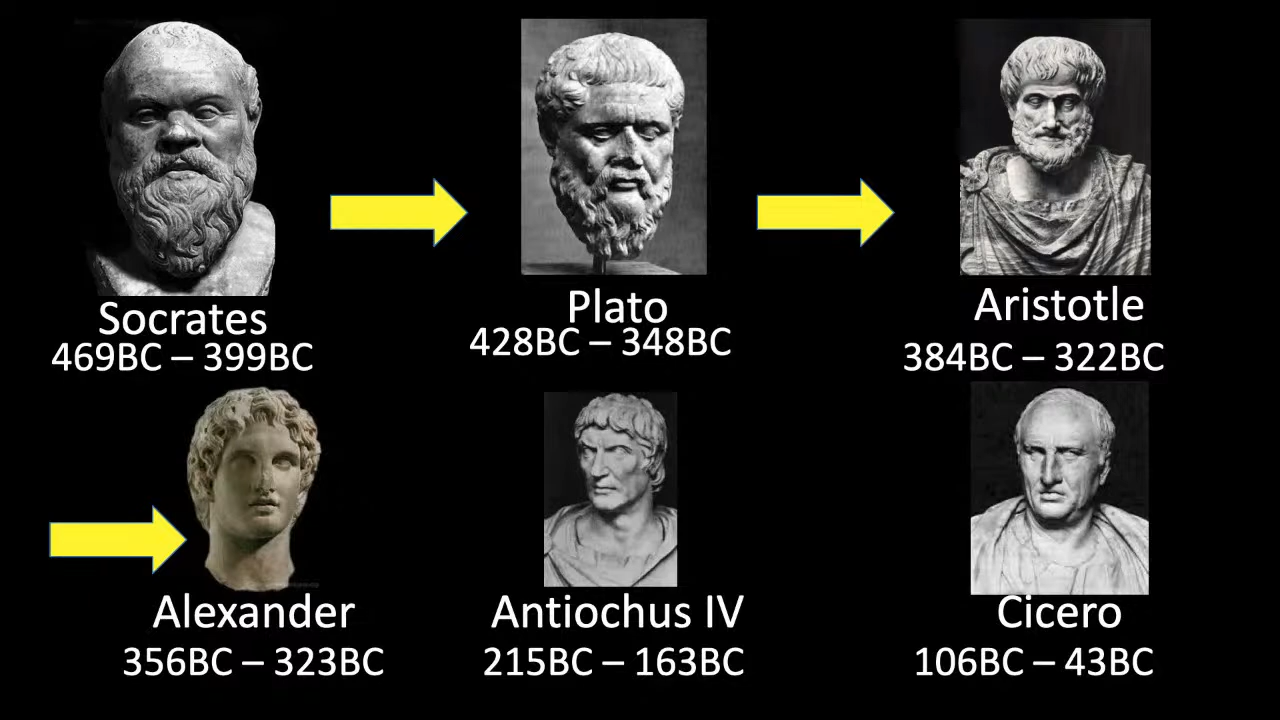 Socrates
469BC – 399BC
Plato
428BC – 348BC
Aristotle
384BC – 322BC
Alexander
356BC – 323BC
Antiochus IV
215BC – 163BC
Cicero
106BC – 43BC